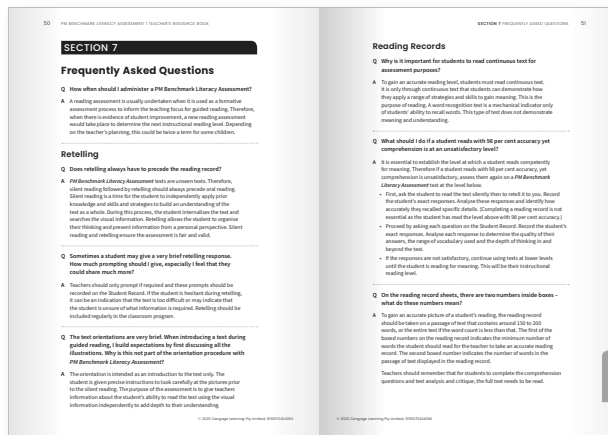 50 PM BENCHMARK LITERACY ASSESSMENT | TEACHER'S RESOURCE BOOK
SECTION 7
Frequently Asked Questions
Q How often should I administer a PM Benchmark Literacy Assessment?
A A reading assessment is usually undertaken when it is used as a formative
assessment process to inform the teaching focus for guided reading. Therefore,
when there is evidence of student improvement, a new reading assessment
would take place to determine the next instructional reading level. Depending
on the teacher's planning, this could be twice a term for some children.
Retelling
Q Does retelling always have to precede the reading record?
A PM Benchmark Literacy Assessment texts are unseen texts. Therefore,
silent reading followed by retelling should always precede oral reading.
Silent reading is a time for the student to independently apply prior
knowledge and skills and strategies to build an understanding of the
text as a whole. During this process, the student internalises the text and
searches the visual information. Retelling allows the student to organise
their thinking and present information from a personal perspective. Silent
reading and retelling ensure the assessment is fair and valid.
Q Sometimes a student may give a very brief retelling response.
How much prompting should I give, especially I feel that they
could share much more?
A Teachers should only prompt if required and these prompts should be
recorded on the Student Record. If the student is hesitant during retelling,
it can be an indication that the text is too difficult or may indicate that
the student is unsure of what information is required. Retelling should be
included regularly in the classroom program.
Q The text orientations are very brief. When introducing a text during
guided reading, I build expectations by first discussing all the
illustrations. Why is this not part of the orientation procedure with
PM Benchmark Literacy Assessment?
A The orientation is intended as an introduction to the text only. The
student is given precise instructions to look carefully at the pictures prior
to the silent reading. The purpose of the assessment is to give teachers
information about the student's ability to read the text using the visual
information independently to add depth to their understanding.
© 2020 Cengage Learning Pty Limited
SECTION 7 FREQUENTLY ASKED QUESTIONS 51
Reading Records
Q Why is it important for students to read continuous text for
assessment purposes?
A To gain an accurate reading level, students must read continuous text.
It is only through continuous text that students can demonstrate how
they apply a range of strategies and skills to gain meaning. This is the
purpose of reading. A word recognition test is a mechanical indicator only
of students' ability to recall words. This type of test does not demonstrate
meaning and understanding.
Q What should I do if a student reads with 98 per cent accuracy yet
comprehension is at an unsatisfactory level?
A It is essential to establish the level at which a student reads competently
for meaning. Therefore if a student reads with 98 per cent accuracy, yet
comprehension is unsatisfactory, assess them again on a PM Benchmark
Literacy Assessment text at the level below.
• First, ask the student to read the text silently then to retell it to you. Record
the student's exact responses. Analyse these responses and identify how
accurately they recalled specific details. (Completing a reading record is not
essential as the student has read the level above with 98 per cent accuracy.)
• Proceed by asking each question on the Student Record. Record the student's
exact responses. Analyse each response to determine the quality of their
answers, the range of vocabulary used and the depth of thinking in and
beyond the text.
• If the responses are not satisfactory, continue using texts at lower levels
until the student is reading for meaning. This will be their instructional
reading level.
Q On the reading record sheets, there are two numbers inside boxes –
what do these numbers mean?
A To gain an accurate picture of a student's reading, the reading record
should be taken on a passage of text that contains around 150 to 200
words, or the entire text if the word count is less than that. The first of the
boxed numbers on the reading record indicates the minimum number of
words the student should read for the teacher to take an accurate reading
record. The second boxed number indicates the number of words in the
passage of text displayed in the reading record.
Teachers should remember that for students to complete the comprehension
questions and text analysis and critique, the full text needs to be read.
© 2020 Cengage Learning Pty Limited